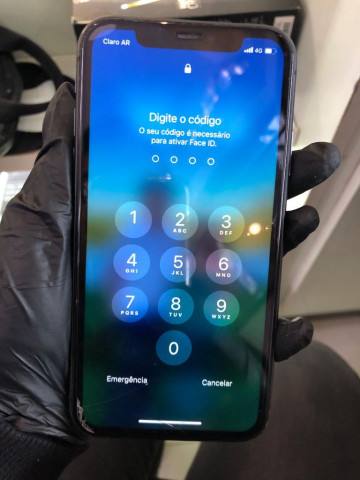 Claro AR
4G
Digite o código
O seu código é necessário
para ativar Face ID.
1
2
ABC
3
DEF
4
GHI
5
JKL
6
MNO
7
PQRS
8
TUV
9
WXYZ
0
Emergência
Cancelar